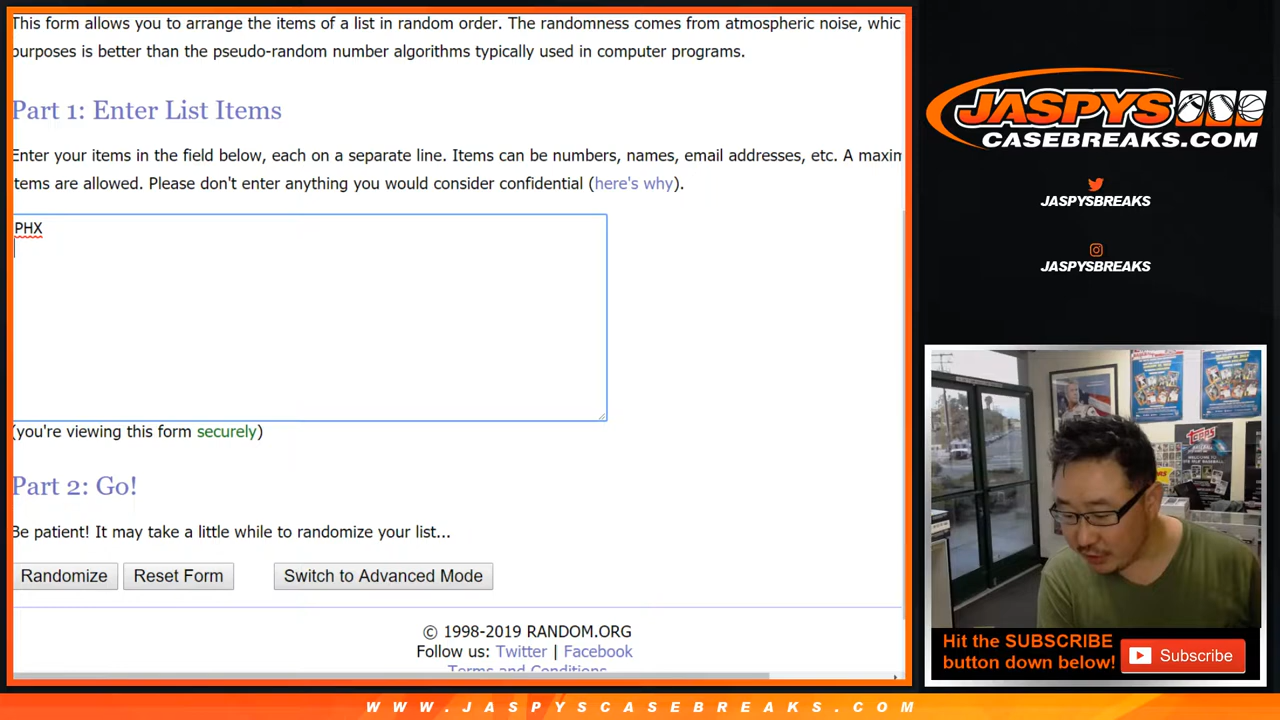 This form allows you to arrange the items of a list in random order. The randomness comes from atmospheric noise, whic
purposes is better than the pseudo-random number algorithms typically used in computer programs.
Part 1: Enter List Items
Enter your items in the field below, each on a separate line. Items can be numbers, names, email addresses, etc. A maxim
items are allowed. Please don't enter anything you would consider confidential (here's why).
PHX
(you're viewing this form securely)
Part 2: Go!
Be patient! It may take a little while to randomize your list...
Randomize Reset Form Switch to Advanced Mode
© 1998-2019 RANDOM.ORG
Follow us: Twitter | Facebook
Terms and Conditions
JASPYS
CASEBREAKS.COM
JASPYSBREAKS
JASPYSBREAKS
TOPPS
Hit the SUBSCRIBE
button down below!
Subscribe
WWW.JASPYSCASEBREAKS.COM